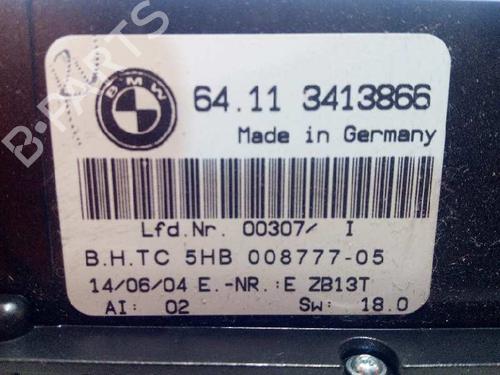 B-PARTS
BMW
64.11 3413866
Made in Germany
Lfd.Nr. 00307/ I
B.H.TC 5HB 008777-05
14/06/04 E.-NR.:E ZB13T
AI: 02 Sw: 18.0